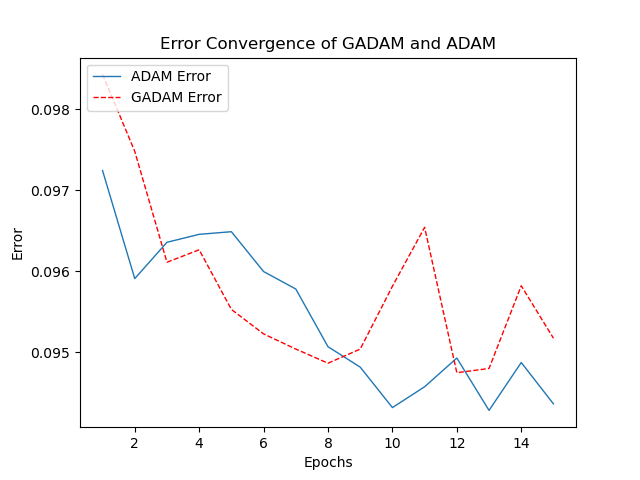 Error Convergence of GADAM and ADAM
ADAM Error
GADAM Error
0.098
0.097
0.096
0.095
Error
2 4 6 8 10 12 14
Epochs